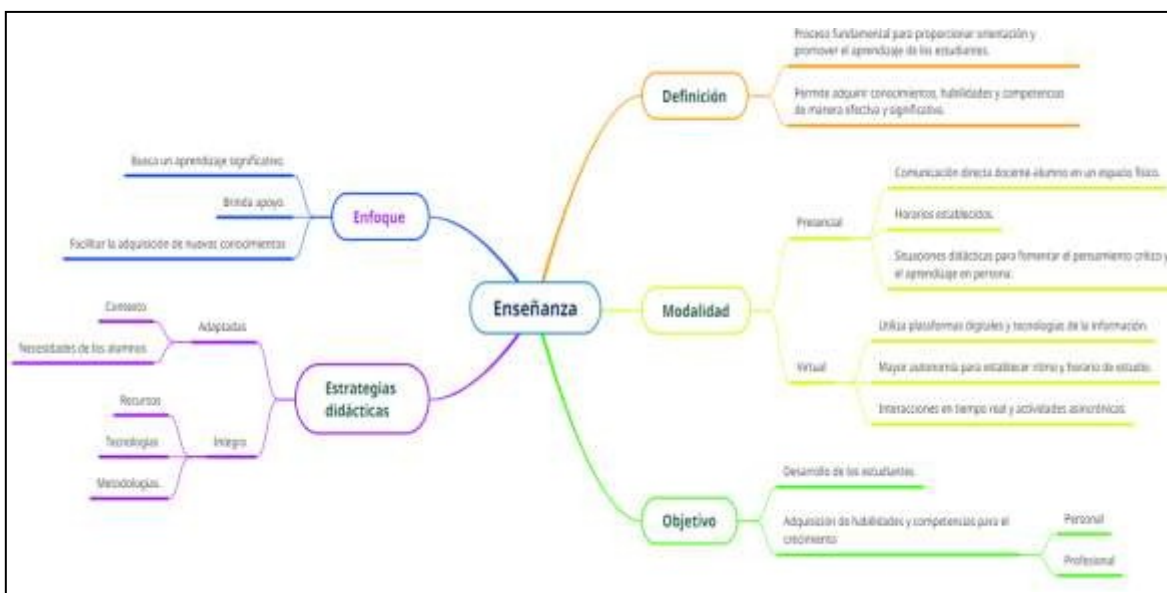 Enseñanza
Definición
Proceso fundamental para proporcionar orientación y
promover el aprendizaje de los estudiantes.
Permite adquirir conocimientos, habilidades y competencias
de manera efectiva y significativa.
Modalidad
Presencial
Comunicación directa docente-alumno en un espacio físico.
Horarios establecidos.
Situaciones didácticas para fomentar el pensamiento crítico y
el aprendizaje en persona.
Virtual
Utiliza plataformas digitales y tecnologías de la información.
Mayor autonomía para establecer ritmo y horario de estudio.
Interacciones en tiempo real y actividades asincrónicas.
Objetivo
Desarrollo de los estudiantes.
Adquisición de habilidades y competencias para el
crecimiento
Personal
Profesional
Enfoque
Busca un aprendizaje significativo.
Brinda apoyo.
Facilitar la adquisición de nuevos conocimientos
Estrategias
didácticas
Adaptadas
Contexto
Necesidades de los alumnos
Integra
Recursos
Tecnologías
Metodologías.